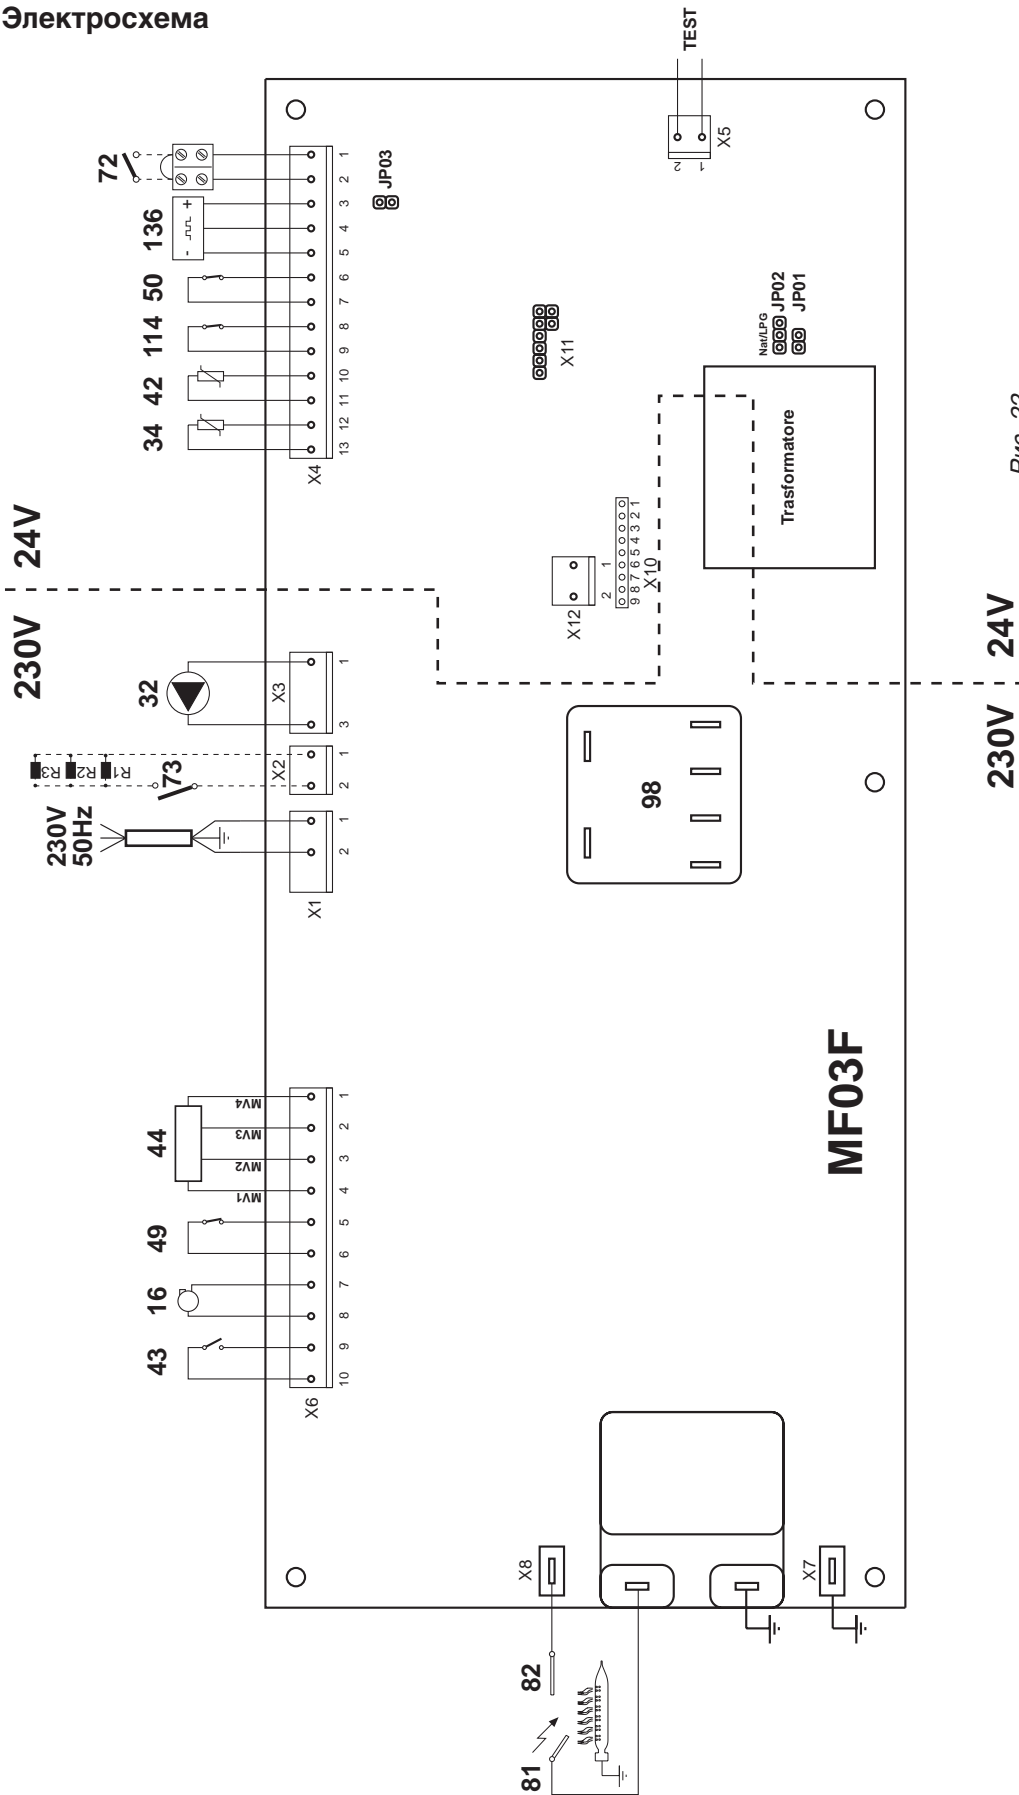 Электросхема
TEST
X5
2 1
72
136
+
-
50
114
42
34
1 2 3 4 5 6 7 8 9 10 11 12 13
X4
JP03
X11
Nat/LPG
JP02
JP01
Trasformatore
24V
230V
X12
2 1
9 8 7 6 5 4 3 2 1
X10
24V
230V
32
X3
1 3
R3 R2 R1
73
X2
1 2
230V
50Hz
X1
1 2
98
MF03F
44
MV4
MV3
MV2
MV1
49
16
43
1 2 3 4 5 6 7 8 9 10
X6
X8
X7
82
81